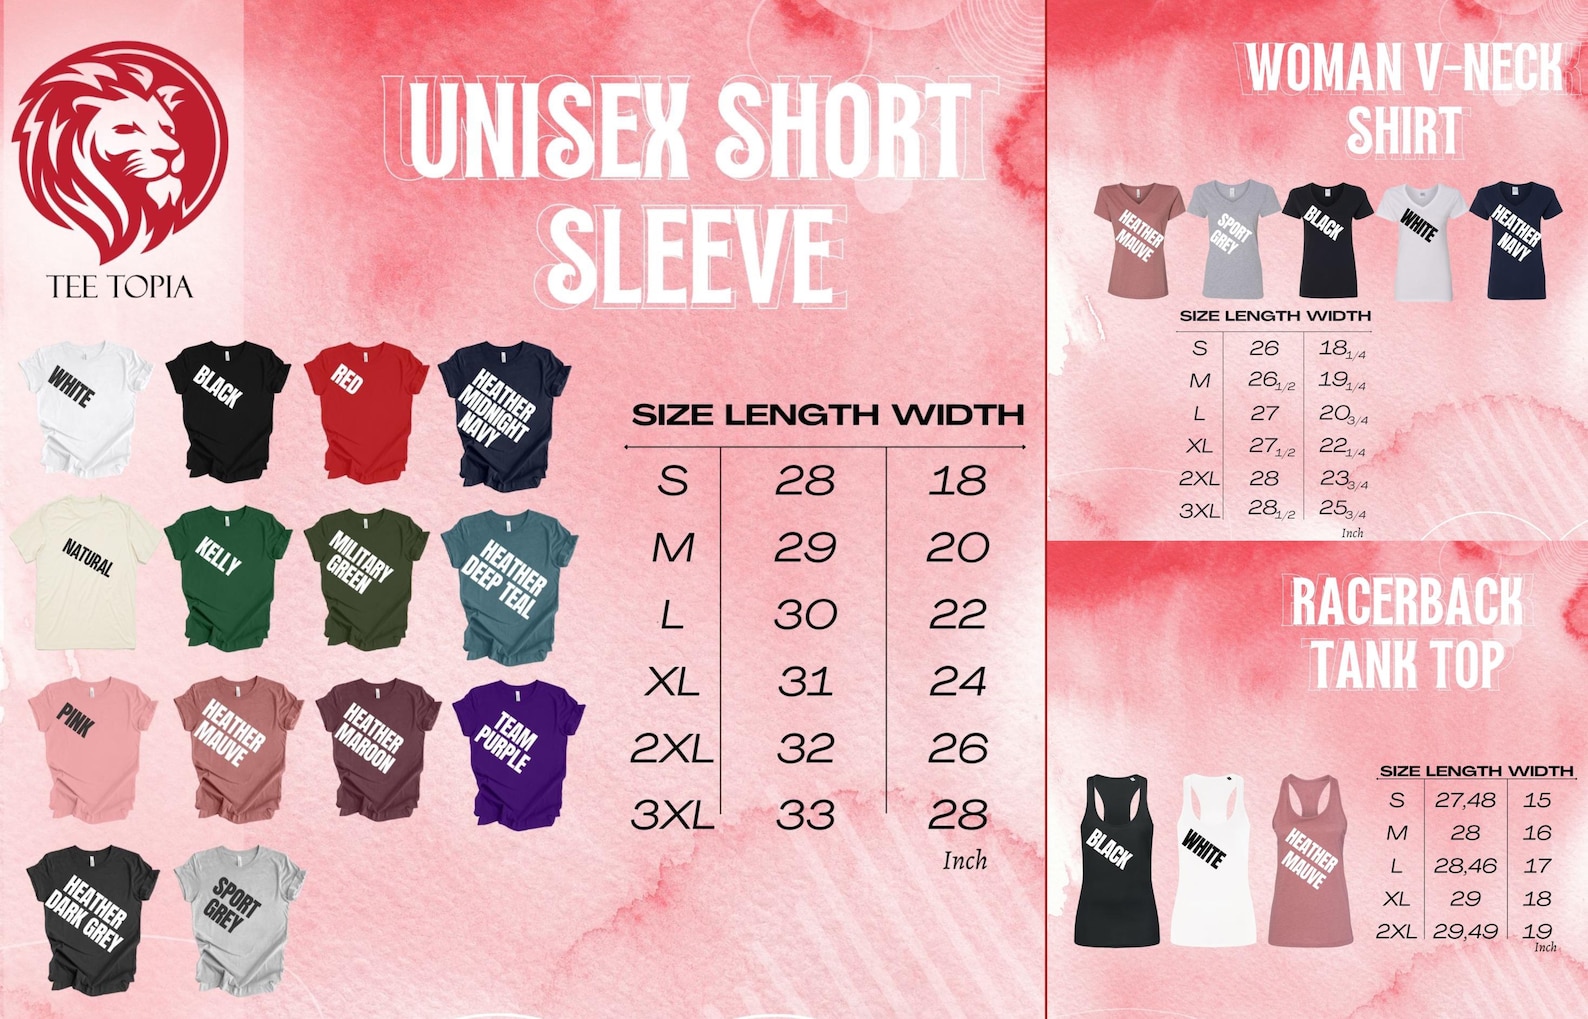 TEE TOPIA
UNISEX SHORT
SLEEVE
WHITE
BLACK
RED
HEATHER
MIDNIGHT
NAVY
NATURAL
KELLY
MILITARY
GREEN
HEATHER
DEEP TEAL
PINK
HEATHER
MAUVE
HEATHER
MAROON
TEAM
PURPLE
HEATHER
DARK GREY
SPORT
GREY
SIZE LENGTH WIDTH
S 28 18
M 29 20
L 30 22
XL 31 24
2XL 32 26
3XL 33 28
Inch
WOMAN V-NECK
SHIRT
HEATHER
MAUVE
SPORT
GREY
BLACK
WHITE
HEATHER
NAVY
SIZE LENGTH WIDTH
S 26 18 1/4
M 26 1/2 19 1/4
L 27 20 3/4
XL 27 1/2 22 1/4
2XL 28 23 3/4
3XL 28 1/2 25 3/4
Inch
RACERBACK
TANK TOP
BLACK
WHITE
HEATHER
MAUVE
SIZE LENGTH WIDTH
S 27,48 15
M 28 16
L 28,46 17
XL 29 18
2XL 29,49 19
Inch